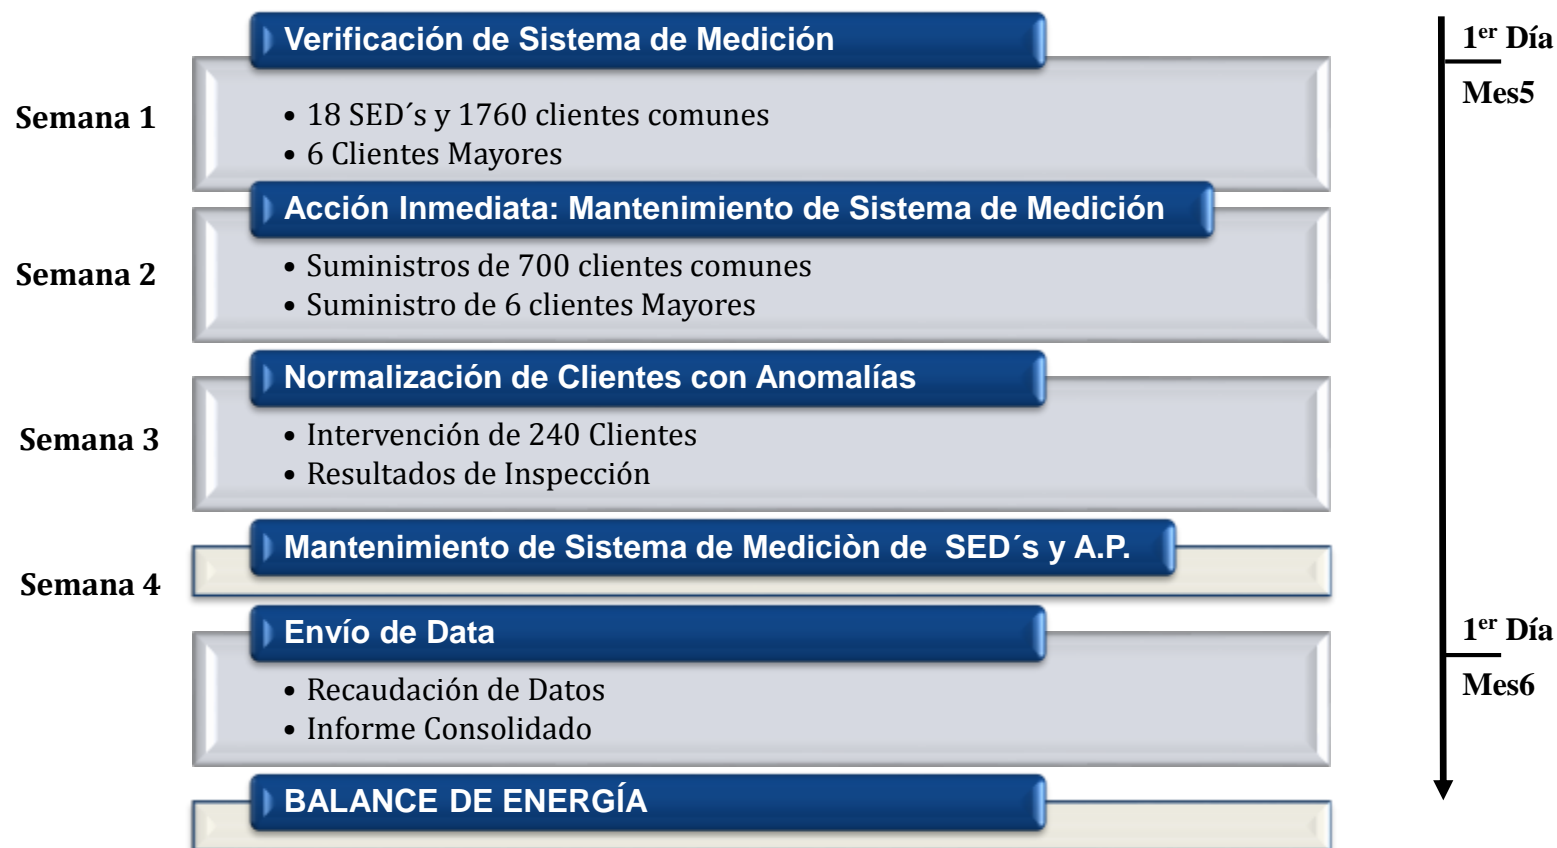 Verificación de Sistema de Medición
1er Día
Mes5
Semana 1
• 18 SED´s y 1760 clientes comunes
• 6 Clientes Mayores
Acción Inmediata: Mantenimiento de Sistema de Medición
Semana 2
• Suministros de 700 clientes comunes
• Suministro de 6 clientes Mayores
Normalización de Clientes con Anomalías
Semana 3
• Intervención de 240 Clientes
• Resultados de Inspección
Mantenimiento de Sistema de Mediciòn de SED´s y A.P.
Semana 4
Envío de Data
1er Día
Mes6
• Recaudación de Datos
• Informe Consolidado
BALANCE DE ENERGÍA